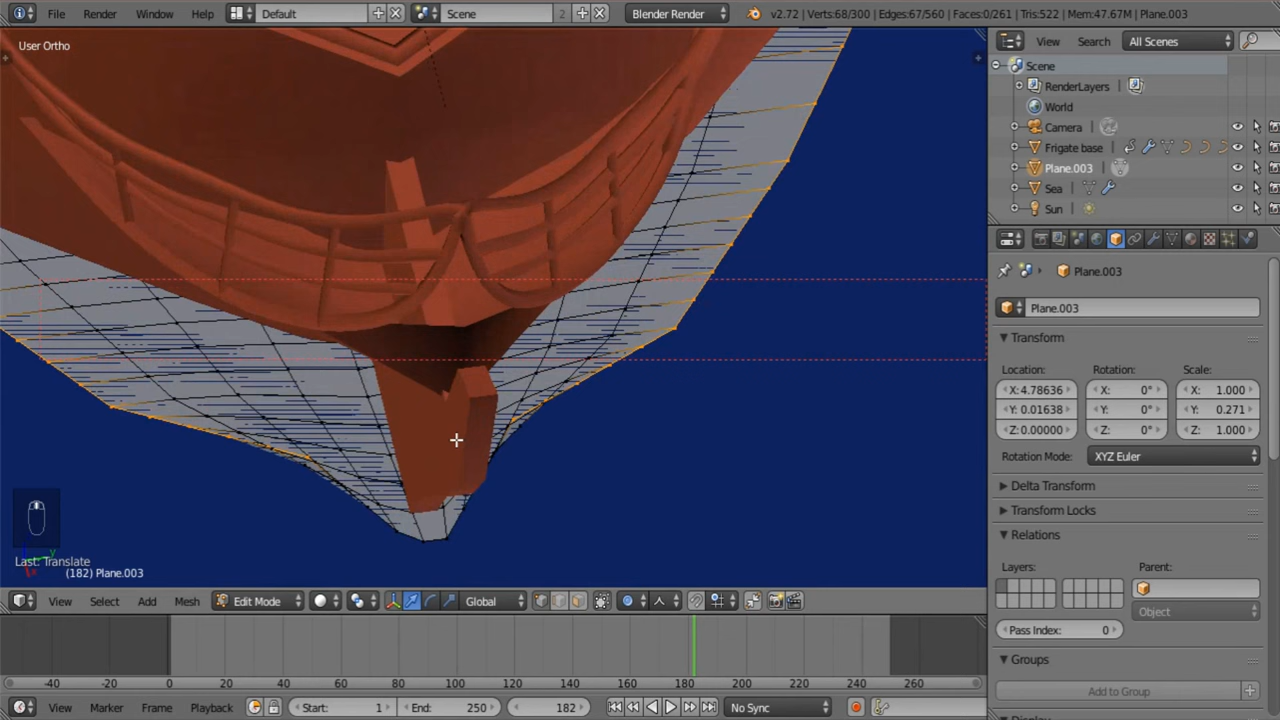 File Render Window Help Default Scene 2 Blender Render v2.72 | Verts:68/300 | Edges:67/560 | Faces:0/261 | Tris:522 | Mem:47.67M | Plane.003
User Ortho
View Search All Scenes
Scene
RenderLayers
World
Camera
Frigate base
Plane.003
Sea
Sun
Plane.003
Plane.003
Transform
Location: Rotation: Scale:
X: 4.78636 X: 0° X: 1.000
Y: 0.01638 Y: 0° Y: 0.271
Z: 0.00000 Z: 0° Z: 1.000
Rotation Mode: XYZ Euler
Delta Transform
Transform Locks
Relations
Layers: Parent:
Object
Pass Index: 0
Groups
Add to Group
Last: Translate
(182) Plane.003
View Select Add Mesh Edit Mode Global
-40 -20 0 20 40 60 80 100 120 140 160 180 200 220 240 260
View Marker Frame Playback Start: 1 End: 250 182 No Sync